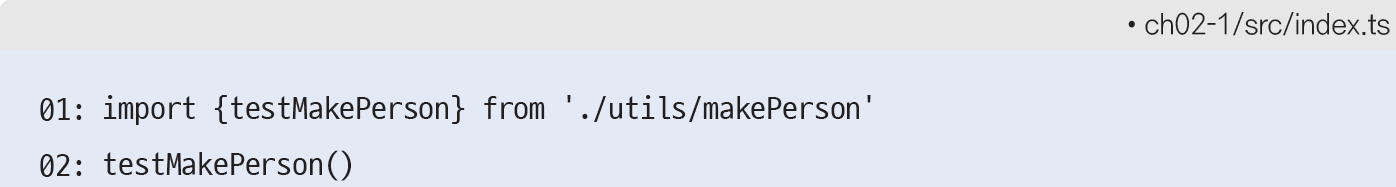 • ch02-1/src/index.ts
01: import {testMakePerson} from './utils/makePerson'
02: testMakePerson()